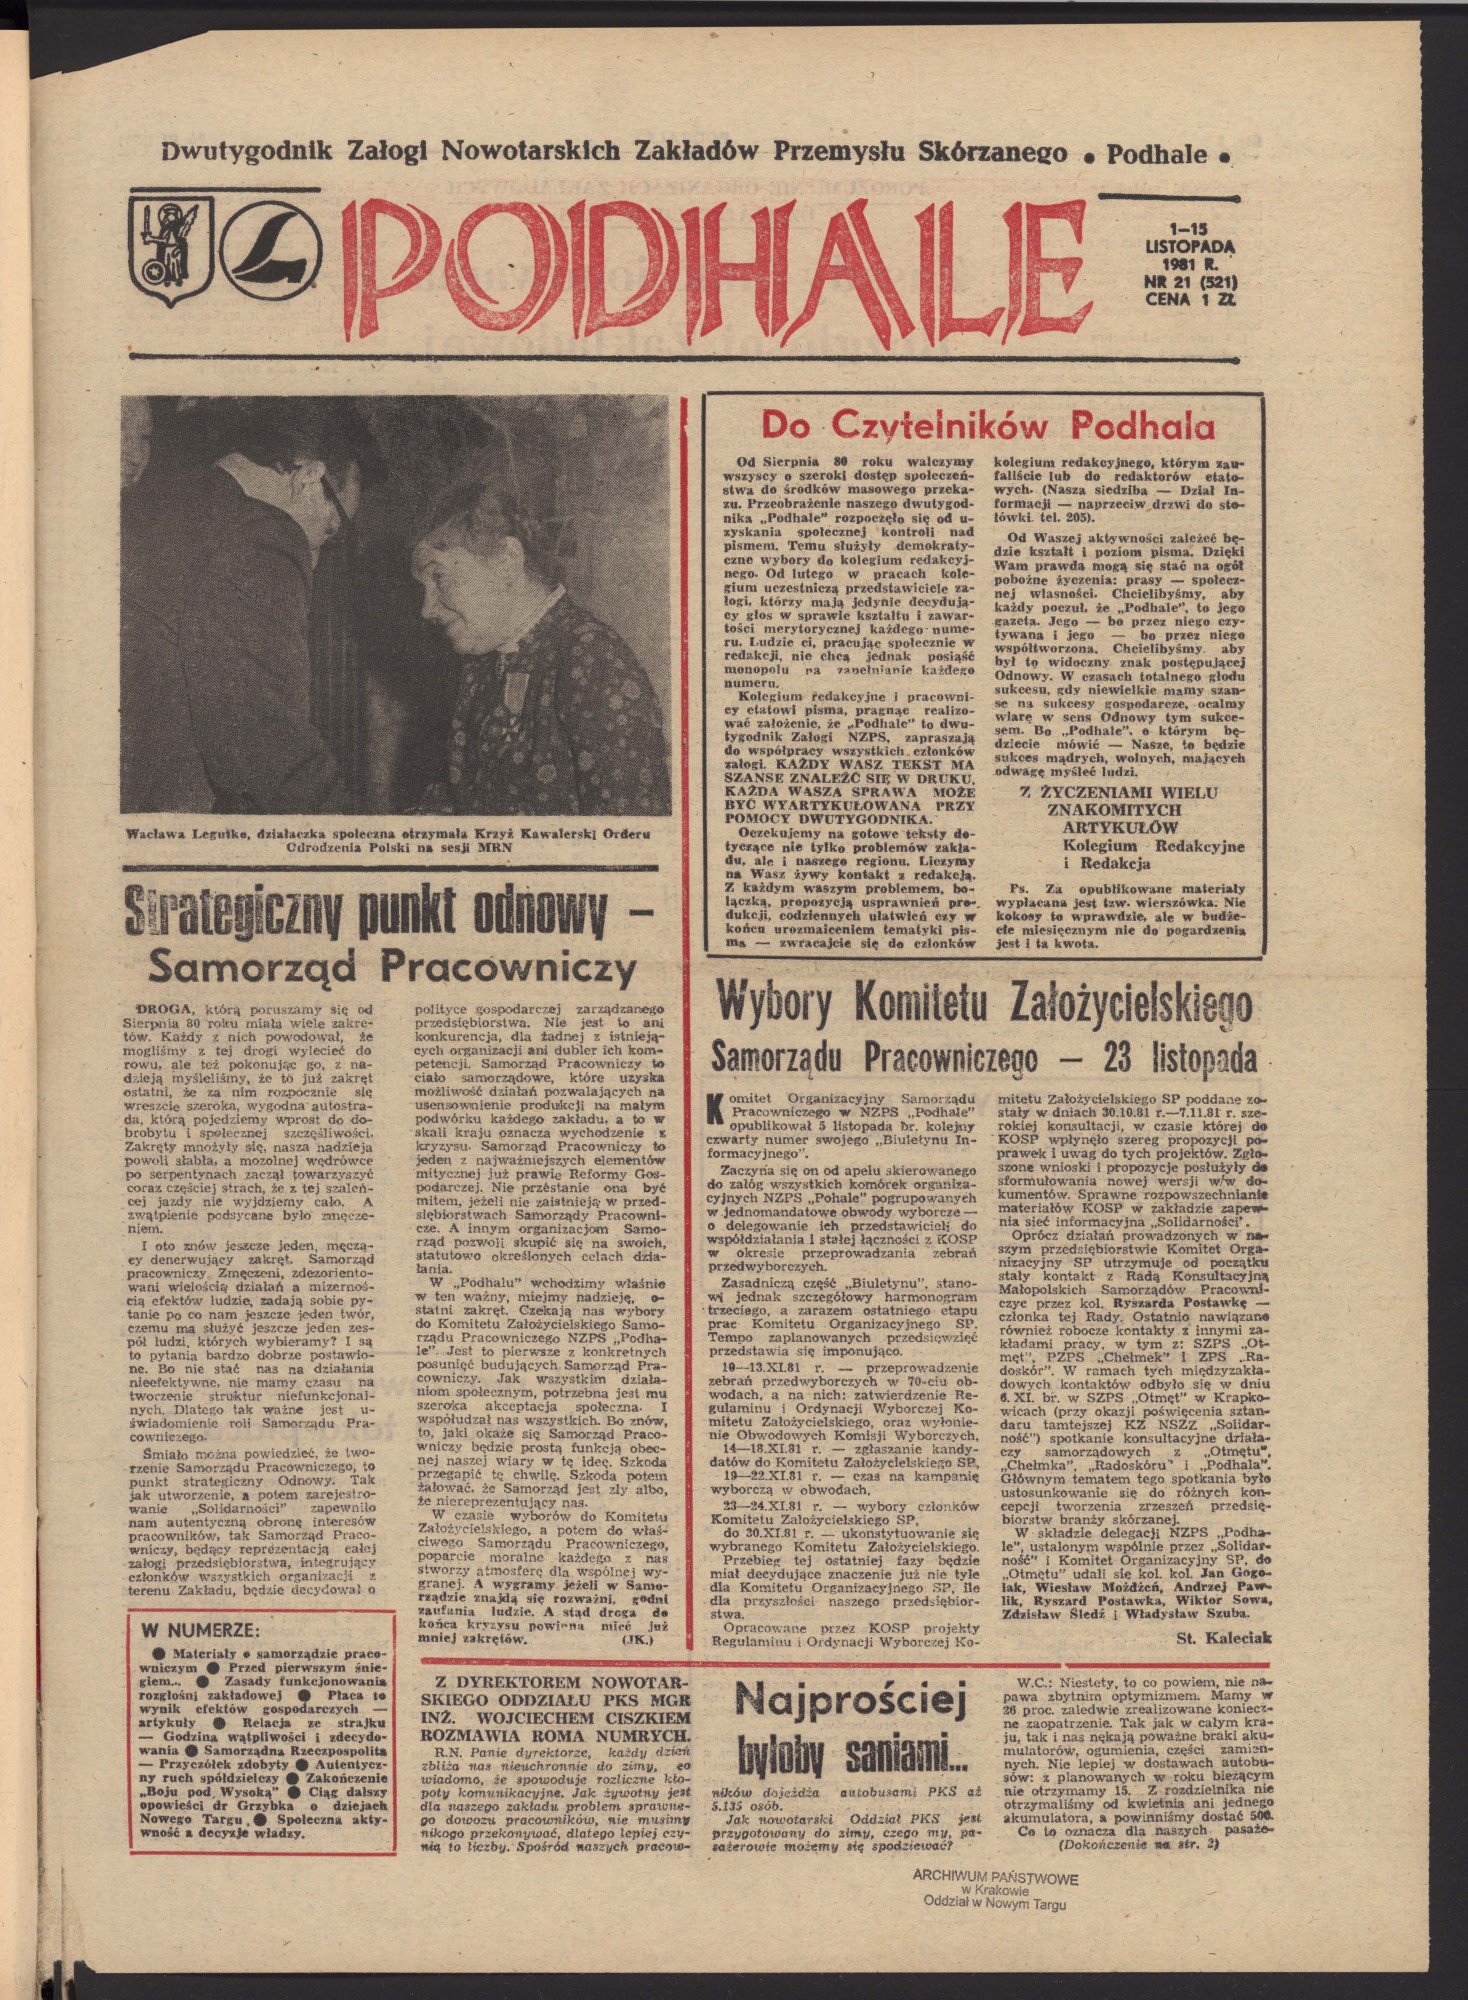 Dwutygodnik Załogi Nowotarskich Zakładów Przemysłu Skórzanego • Podhale •
PODHALE
1—15
LISTOPADA
1981 R.
NR 21 (521)
CENA 1 ZŁ
Wacława Legutko, działaczka społeczna otrzymała Krzyż Kawalerski Orderu
Odrodzenia Polski na sesji MRN
Strategiczny punkt odnowy —
Samorząd Pracowniczy
DROGA, którą poruszamy się od
Sierpnia 80 roku miała wiele zakrę-
tów. Każdy z nich powodował, że
mogliśmy z tej drogi wylecieć do
rowu, ale też pokonując go, z na-
dzieją myśleliśmy, że to już zakręt
ostatni, że za nim rozpocznie się
wreszcie szeroka, wygodna autostra-
da, którą pojedziemy wprost do do-
brobytu i społecznej szczęśliwości.
Zakręty mnożyły się, nasza nadzieja
powoli słabła, a mozolnej wędrówce
po serpentynach zaczął towarzyszyć
coraz częściej strach, że z tej szaleń-
cej jazdy nie wyjdziemy cało. A
zwątpienie podsycane było zmęcze-
niem.
I oto znów jeszcze jeden, męczą-
cy denerwujący zakręt. Samorząd
pracowniczy. Zmęczeni, zdezoriento-
wani wielością działań a mizernoś-
cią efektów ludzie, zadają sobie py-
tanie po co nam jeszcze jeden twór,
czemu ma służyć jeszcze jeden zes-
pół ludzi, których wybieramy? I są
to pytania bardzo dobrze postawio-
ne. Bo nie stać nas na działania
nieefektywne, nie mamy czasu na
tworzenie struktur niefunkcjonal-
nych. Dlatego tak ważne jest u-
świadomienie roli Samorządu Pra-
cowniczego.
Śmiało można powiedzieć, że two-
rzenie Samorządu Pracowniczego, to
punkt strategiczny Odnowy. Tak
jak utworzenie, a potem zarejestro-
wanie „Solidarności” zapewniło
nam autentyczną obronę interesów
pracowników, tak Samorząd Praco-
wniczy, będący reprezentacją całej
załogi przedsiębiorstwa, integrujący
członków wszystkich organizacji z
terenu Zakładu, będzie decydował o
polityce gospodarczej zarządzanego
przedsiębiorstwa. Nie jest to ani
konkurencja, dla żadnej z istnieją-
cych organizacji ani dubler ich kom-
petencji. Samorząd Pracowniczy to
ciało samorządowe, które uzyska
możliwość działań pozwalających na
usensownienie produkcji na małym
podwórku każdego zakładu, a to w
skali kraju oznacza wychodzenie z
kryzysu. Samorząd Pracowniczy to
jeden z najważniejszych elementów
mitycznej już prawie Reformy Gos-
podarczej. Nie przestanie ona być
mitem, jeżeli nie zaistnieją w przed-
siębiorstwach Samorządy Pracowni-
cze. A innym organizacjom Samo-
rząd pozwoli skupić się na swoich,
statutowo określonych celach dzia-
łania.
W „Podhalu” wchodzimy właśnie
w ten ważny, miejmy nadzieję, o-
statni zakręt. Czekają nas wybory
do Komitetu Założycielskiego Samo-
rządu Pracowniczego NZPS „Podha-
le”. Jest to pierwsze z konkretnych
posunięć budujących Samorząd Pra-
cowniczy. Jak wszystkim działa-
niom społecznym, potrzebna jest mu
szeroka akceptacja społeczna. I
współudział nas wszystkich. Bo znów,
to, jaki okaże się Samorząd Praco-
wniczy będzie prostą funkcją obec-
nej naszej wiary w tę ideę. Szkoda
przegapić tę chwilę. Szkoda potem
żałować, że Samorząd jest zły albo,
że niereprezentujący nas.
W czasie wyborów do Komitetu
Założycielskiego, a potem do właś-
ciwego Samorządu Pracowniczego,
poparcie moralne każdego z nas
stworzy atmosferę dla wspólnej wy-
granej. A wygramy jeżeli w Samo-
rządzie znajdą się rozważni, godni
zaufania ludzie. A stąd droga do
końca kryzysu powinna mieć już
mniej zakrętów. (JK.)
W NUMERZE:
● Materiały o samorządzie praco-
wniczym ● Przed pierwszym śnie-
giem... ● Zasady funkcjonowania
rozgłośni zakładowej ● Płaca to
wynik efektów gospodarczych —
artykuły ● Relacja ze strajku
— Godzina wątpliwości i zdecydo-
wania ● Samorządna Rzeczpospolita
— Przyczółek zdobyty ● Autentycz-
ny ruch spółdzielczy ● Zakończenie
„Boju pod Wysoką” ● Ciąg dalszy
opowieści dr Grzybka o dziejach
Nowego Targu ● Społeczna akty-
wność a decyzje władzy.
Do Czytelników Podhala
Od Sierpnia 80 roku walczymy
wszyscy o szeroki dostęp społeczeń-
stwa do środków masowego przeka-
zu. Przeobrażenie naszego dwutygod-
nika „Podhale” rozpoczęło się od u-
zyskania społecznej kontroli nad
pismem. Temu służyły demokraty-
czne wybory do kolegium redakcyj-
nego. Od lutego w pracach kole-
gium uczestniczą przedstawiciele za-
łogi, którzy mają jedynie decydują-
cy głos w sprawie kształtu i zawar-
tości merytorycznej każdego nume-
ru. Ludzie ci, pracując społecznie w
redakcji, nie chcą jednak posiąść
monopolu na zapełnianie każdego
numeru.
Kolegium redakcyjne i pracowni-
cy etatowi pisma, pragnąc realizo-
wać założenie, że „Podhale” to dwu-
tygodnik Załogi NZPS, zapraszają
do współpracy wszystkich członków
załogi. KAŻDY WASZ TEKST MA
SZANSE ZNALEŹĆ SIĘ W DRUKU,
KAŻDA WASZA SPRAWA MOŻE
BYĆ WYARTYKUŁOWANA PRZY
POMOCY DWUTYGODNIKA.
Oczekujemy na gotowe teksty do-
tyczące nie tylko problemów zakła-
du, ale i naszego regionu. Liczymy
na Wasz żywy kontakt z redakcją.
Z każdym waszym problemem, bo-
lączką, propozycją usprawnień pro-
dukcji, codziennych ułatwień czy w
końcu urozmaiceniem tematyki pis-
ma — zwracajcie się do członków
kolegium redakcyjnego, którym zau-
faliście lub do redaktorów etato-
wych. (Nasza siedziba — Dział In-
formacji — naprzeciw drzwi do sto-
łówki tel. 205).
Od Waszej aktywności zależeć bę-
dzie kształt i poziom pisma. Dzięki
Wam prawda mogą się stać na ogół
pobożne życzenia: prasy — społecz-
nej własności. Chcielibyśmy, aby
każdy poczuł, że „Podhale”, to jego
gazeta. Jego — bo przez niego czy-
tywana i jego — bo przez niego
współtworzona. Chcielibyśmy aby
był to widoczny znak postępującej
Odnowy. W czasach totalnego głodu
sukcesu, gdy niewielkie mamy szan-
se na sukcesy gospodarcze, ocalmy
wiarę w sens Odnowy tym sukce-
sem. Bo „Podhale”, o którym bę-
dziecie mówić — Nasze, to będzie
sukces mądrych, wolnych, mających
odwagę myśleć ludzi.
Z ŻYCZENIAMI WIELU
ZNAKOMITYCH
ARTYKUŁÓW
Kolegium Redakcyjne
i Redakcja
Ps. Za opublikowane materiały
wypłacana jest tzw. wierszówka. Nie
kokosy to wprawdzie, ale w budże-
cie miesięcznym nie do pogardzenia
jest i ta kwota.
Wybory Komitetu Założycielskiego
Samorządu Pracowniczego — 23 listopada
Komitet Organizacyjny Samorządu
Pracowniczego w NZPS „Podhale”
opublikował 5 listopada br. kolejny
czwarty numer swojego „Biuletynu In-
formacyjnego”.
Zaczyna się on od apelu skierowanego
do załóg wszystkich komórek organiza-
cyjnych NZPS „Pohale” pogrupowanych
w jednomandatowe obwody wyborcze —
o delegowanie ich przedstawicieli do
współdziałania i stałej łączności z KOSP
w okresie przeprowadzania zebrań
przedwyborczych.
Zasadniczą część „Biuletynu”, stano-
wi jednak szczegółowy harmonogram
trzeciego, a zarazem ostatniego etapu
prac Komitetu Organizacyjnego SP.
Tempo zaplanowanych przedsięwzięć
przedstawia się imponująco.
10—13.XI.81 r. — przeprowadzenie
zebrań przedwyborczych w 70-ciu ob-
wodach, a na nich: zatwierdzenie Re-
gulaminu i Ordynacji Wyborczej Ko-
mitetu Założycielskiego, oraz wyłonie-
nie Obwodowych Komisji Wyborczych,
14—18.XI.81 r. — zgłaszanie kandy-
datów do Komitetu Założycielskiego SP,
19—22.XI.81 r. — czas na kampanię
wyborczą w obwodach,
23—24.XI.81 r. — wybory członków
Komitetu Założycielskiego SP,
do 30.XI.81 r. — ukonstytuowanie się
wybranego Komitetu Założycielskiego.
Przebieg tej ostatniej fazy będzie
miał decydujące znaczenie już nie tyle
dla Komitetu Organizacyjnego SP, ile
dla przyszłości naszego przedsiębior-
stwa.
Opracowane przez KOSP projekty
Regulaminu i Ordynacji Wyborczej Ko-
mitetu Założycielskiego SP poddane zo-
stały w dniach 30.10.81 r.—7.11.81 r. sze-
rokiej konsultacji, w czasie której do
KOSP wpłynęło szereg propozycji po-
prawek i uwag do tych projektów. Zgło-
szone wnioski i propozycje posłużyły do
sformułowania nowej wersji w/w do-
kumentów. Sprawne rozpowszechnianie
materiałów KOSP w zakładzie zapew-
nia sieć informacyjna „Solidarności”.
Oprócz działań prowadzonych w na-
szym przedsiębiorstwie Komitet Orga-
nizacyjny SP utrzymuje od początku
stały kontakt z Radą Konsultacyjną
Małopolskich Samorządów Pracowni-
czyc przez kol. Ryszarda Postawkę —
członka tej Rady. Ostatnio nawiązano
również robocze kontakty z innymi za-
kładami pracy, w tym z: SZPS „Ot-
męt”, PZPS „Chełmek” i ZPS „Ra-
doskór”. W ramach tych międzyzakła-
dowych kontaktów odbyło się w dniu
6. XI. br. w SZPS „Otmęt” w Krapko-
wicach (przy okazji poświęcenia sztan-
daru tamtejszej KZ NSZZ „Solidar-
ność”) spotkanie konsultacyjne działa-
czy samorządowych z „Otmętu”,
„Chełmka”, „Radoskóru” i „Podhala”.
Głównym tematem tego spotkania było
ustosunkowanie się do różnych kon-
cepcji tworzenia zrzeszeń przedsię-
biorstw branży skórzanej.
W składzie delegacji NZPS „Podha-
le”, ustalonym wspólnie przez „Solidar-
ność” i Komitet Organizacyjny SP, do
„Otmętu” udali się kol. kol. Jan Gogo-
lak, Wiesław Możdżeń, Andrzej Paw-
lik, Ryszard Postawka, Wiktor Sowa,
Zdzisław Śledź i Władysław Szuba.
St. Kaleciak
Z DYREKTOREM NOWOTAR-
SKIEGO ODDZIAŁU PKS MGR
INŻ. WOJCIECHEM CISZKIEM
ROZMAWIA ROMA NUMRYCH.
R.N. Panie dyrektorze, każdy dzień
zbliża nas nieuchronnie do zimy, co
wiadomo, że spowoduje rozliczne kło-
poty komunikacyjne. Jak żywotny jest
dla naszego zakładu problem sprawne-
go dowozu pracowników, nie musimy
nikogo przekonywać, dlatego lepiej czy-
nią to liczby. Spośród naszych pracow-
Najprościej
byłoby saniami...
ników dojeżdża autobusami PKS aż
5.135 osób.
Jak nowotarski Oddział PKS jest
przygotowany do zimy, czego my, pa-
sażerowie możemy się spodziewać?
W.C.: Niestety, to co powiem, nie na-
pawa zbytnim optymizmem. Mamy w
26 proc. zaledwie zrealizowane koniecz-
ne zaopatrzenie. Tak jak w całym kra-
ju, tak i nas nękają poważne braki aku-
mulatorów, ogumienia, części zamien-
nych. Nie lepiej w dostawach autobu-
sów: z planowanych w roku bieżącym
nie otrzymamy 15. Z rozdzielnika nie
otrzymaliśmy od kwietnia ani jednego
akumulatora, a powinniśmy dostać 500.
Co to oznacza dla naszych pasaże-
(Dokończenie na str. 2)
ARCHIWUM PAŃSTWOWE
w Krakowie
Oddział w Nowym Targu